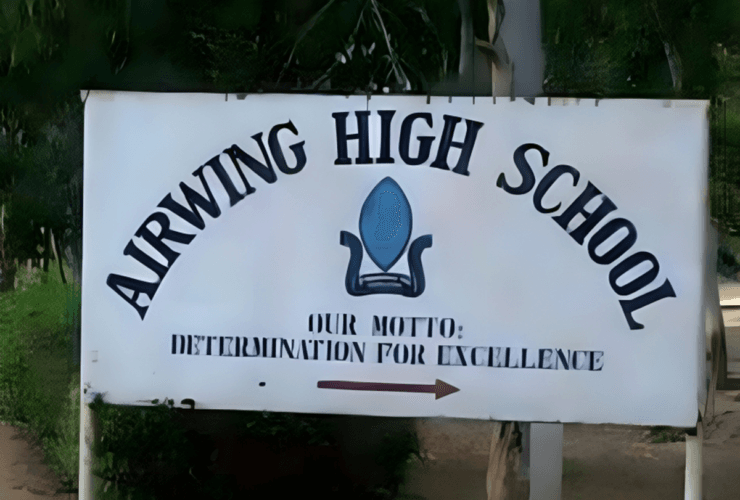 AIRWING HIGH SCHOOL
OUR MOTTO:
DETERMINATION FOR EXCELLENCE